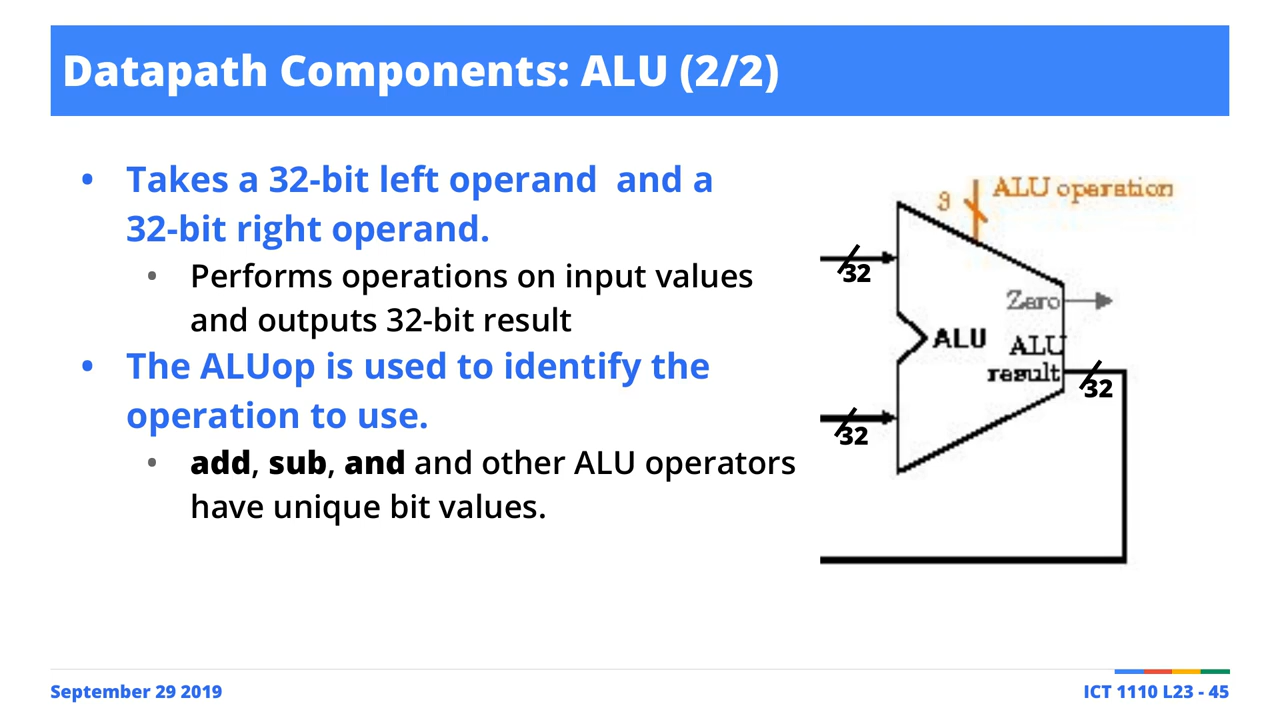 Datapath Components: ALU (2/2)
• Takes a 32-bit left operand and a
32-bit right operand.
• Performs operations on input values
and outputs 32-bit result
• The ALUop is used to identify the
operation to use.
• add, sub, and and other ALU operators
have unique bit values.
3
ALU operation
32
Zero
ALU
ALU
result
32
32
September 29 2019
ICT 1110 L23 - 45